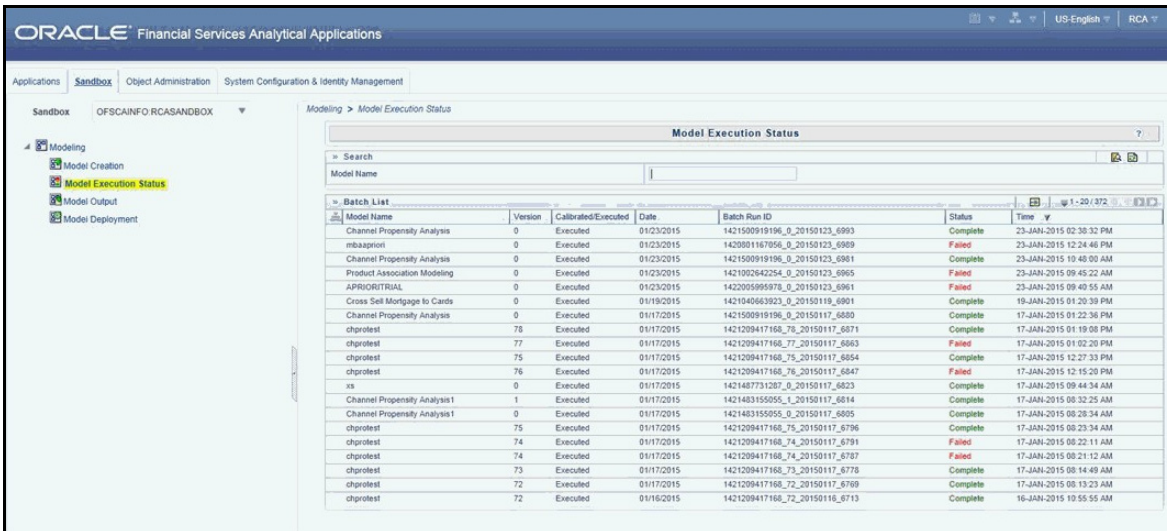 ORACLE Financial Services Analytical Applications
US-English
RCA
Applications Sandbox Object Administration System Configuration & Identity Management
Sandbox OFSCAINFO:RCASANDBOX
Modeling
Model Creation
Model Execution Status
Model Output
Model Deployment
Modeling > Model Execution Status
Model Execution Status ?
» Search
Model Name
» Batch List 1 - 20 / 372
Model Name Version Calibrated/Executed Date Batch Run ID Status Time
Channel Propensity Analysis 0 Executed 01/23/2015 1421500919196_0_20150123_6993 Complete 23-JAN-2015 02:38:32 PM
mbaapriori 0 Executed 01/23/2015 1420801167056_0_20150123_6989 Failed 23-JAN-2015 12:24:46 PM
Channel Propensity Analysis 0 Executed 01/23/2015 1421500919196_0_20150123_6981 Complete 23-JAN-2015 10:48:00 AM
Product Association Modeling 0 Executed 01/23/2015 1421002642254_0_20150123_6965 Failed 23-JAN-2015 09:45:22 AM
APRIORITRIAL 0 Executed 01/23/2015 1422005995978_0_20150123_6961 Failed 23-JAN-2015 09:40:55 AM
Cross Sell Mortgage to Cards 0 Executed 01/19/2015 1421040663923_0_20150119_6901 Complete 19-JAN-2015 01:20:39 PM
Channel Propensity Analysis 0 Executed 01/17/2015 1421500919196_0_20150117_6880 Complete 17-JAN-2015 01:22:36 PM
chprotest 78 Executed 01/17/2015 1421209417168_78_20150117_6871 Complete 17-JAN-2015 01:19:08 PM
chprotest 77 Executed 01/17/2015 1421209417168_77_20150117_6863 Failed 17-JAN-2015 01:02:20 PM
chprotest 75 Executed 01/17/2015 1421209417168_75_20150117_6854 Complete 17-JAN-2015 12:27:33 PM
chprotest 76 Executed 01/17/2015 1421209417168_76_20150117_6847 Failed 17-JAN-2015 12:15:20 PM
xs 0 Executed 01/17/2015 1421487731287_0_20150117_6823 Complete 17-JAN-2015 09:44:34 AM
Channel Propensity Analysis1 1 Executed 01/17/2015 1421483155055_1_20150117_6814 Complete 17-JAN-2015 08:32:25 AM
Channel Propensity Analysis1 0 Executed 01/17/2015 1421483155055_0_20150117_6805 Complete 17-JAN-2015 08:28:34 AM
chprotest 75 Executed 01/17/2015 1421209417168_75_20150117_6796 Complete 17-JAN-2015 08:23:34 AM
chprotest 74 Executed 01/17/2015 1421209417168_74_20150117_6791 Failed 17-JAN-2015 08:22:11 AM
chprotest 74 Executed 01/17/2015 1421209417168_74_20150117_6787 Failed 17-JAN-2015 08:21:12 AM
chprotest 73 Executed 01/17/2015 1421209417168_73_20150117_6778 Complete 17-JAN-2015 08:14:49 AM
chprotest 72 Executed 01/17/2015 1421209417168_72_20150117_6769 Complete 17-JAN-2015 08:13:23 AM
chprotest 72 Executed 01/16/2015 1421209417168_72_20150116_6713 Complete 16-JAN-2015 10:55:55 AM